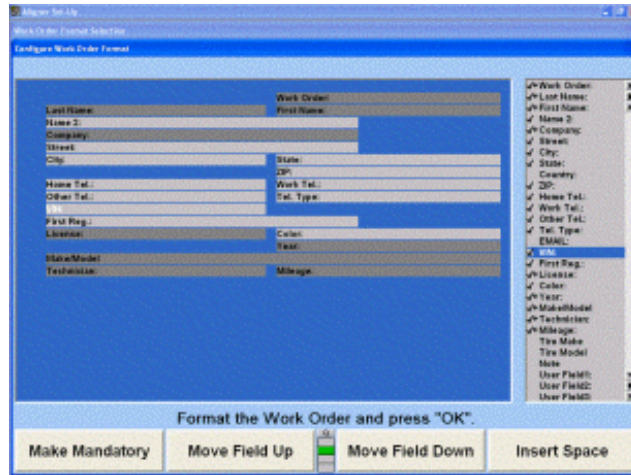 Aligner Set-Up
Work Order Format Selection
Configure Work Order Format
Work Order:
Last Name: First Name:
Name 2:
Company:
Street:
City: State:
ZIP:
Home Tel.: Work Tel.:
Other Tel.: Tel. Type:
VIN:
First Reg.:
License: Color:
Year:
Make/Model
Technician: Mileage:
Work Order:
Last Name:
First Name:
Name 2:
Company:
Street:
City:
State:
Country:
ZIP:
Home Tel.:
Work Tel.:
Other Tel.:
Tel. Type:
EMAIL:
VIN:
First Reg.:
License:
Color:
Year:
Make/Model
Technician:
Mileage:
Tire Make
Tire Model
Note
User Field1:
User Field2:
User Field3:
Format the Work Order and press "OK".
Make Mandatory Move Field Up Move Field Down Insert Space